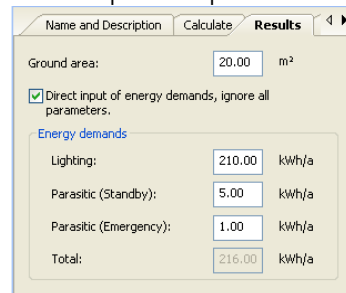 Name and Description Calculate Results
Ground area: 20.00 m²
Direct input of energy demands, ignore all
parameters.
Energy demands
Lighting: 210.00 kWh/a
Parasitic (Standby): 5.00 kWh/a
Parasitic (Emergency): 1.00 kWh/a
Total: 216.00 kWh/a